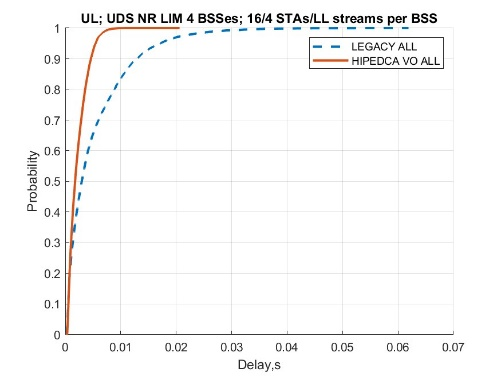 UL; UDS NR LIM 4 BSSes; 16/4 STAs/LL streams per BSS
LEGACY ALL
HIPEDCA VO ALL
Probability
1
0.9
0.8
0.7
0.6
0.5
0.4
0.3
0.2
0.1
0
0 0.01 0.02 0.03 0.04 0.05 0.06 0.07
Delay,s